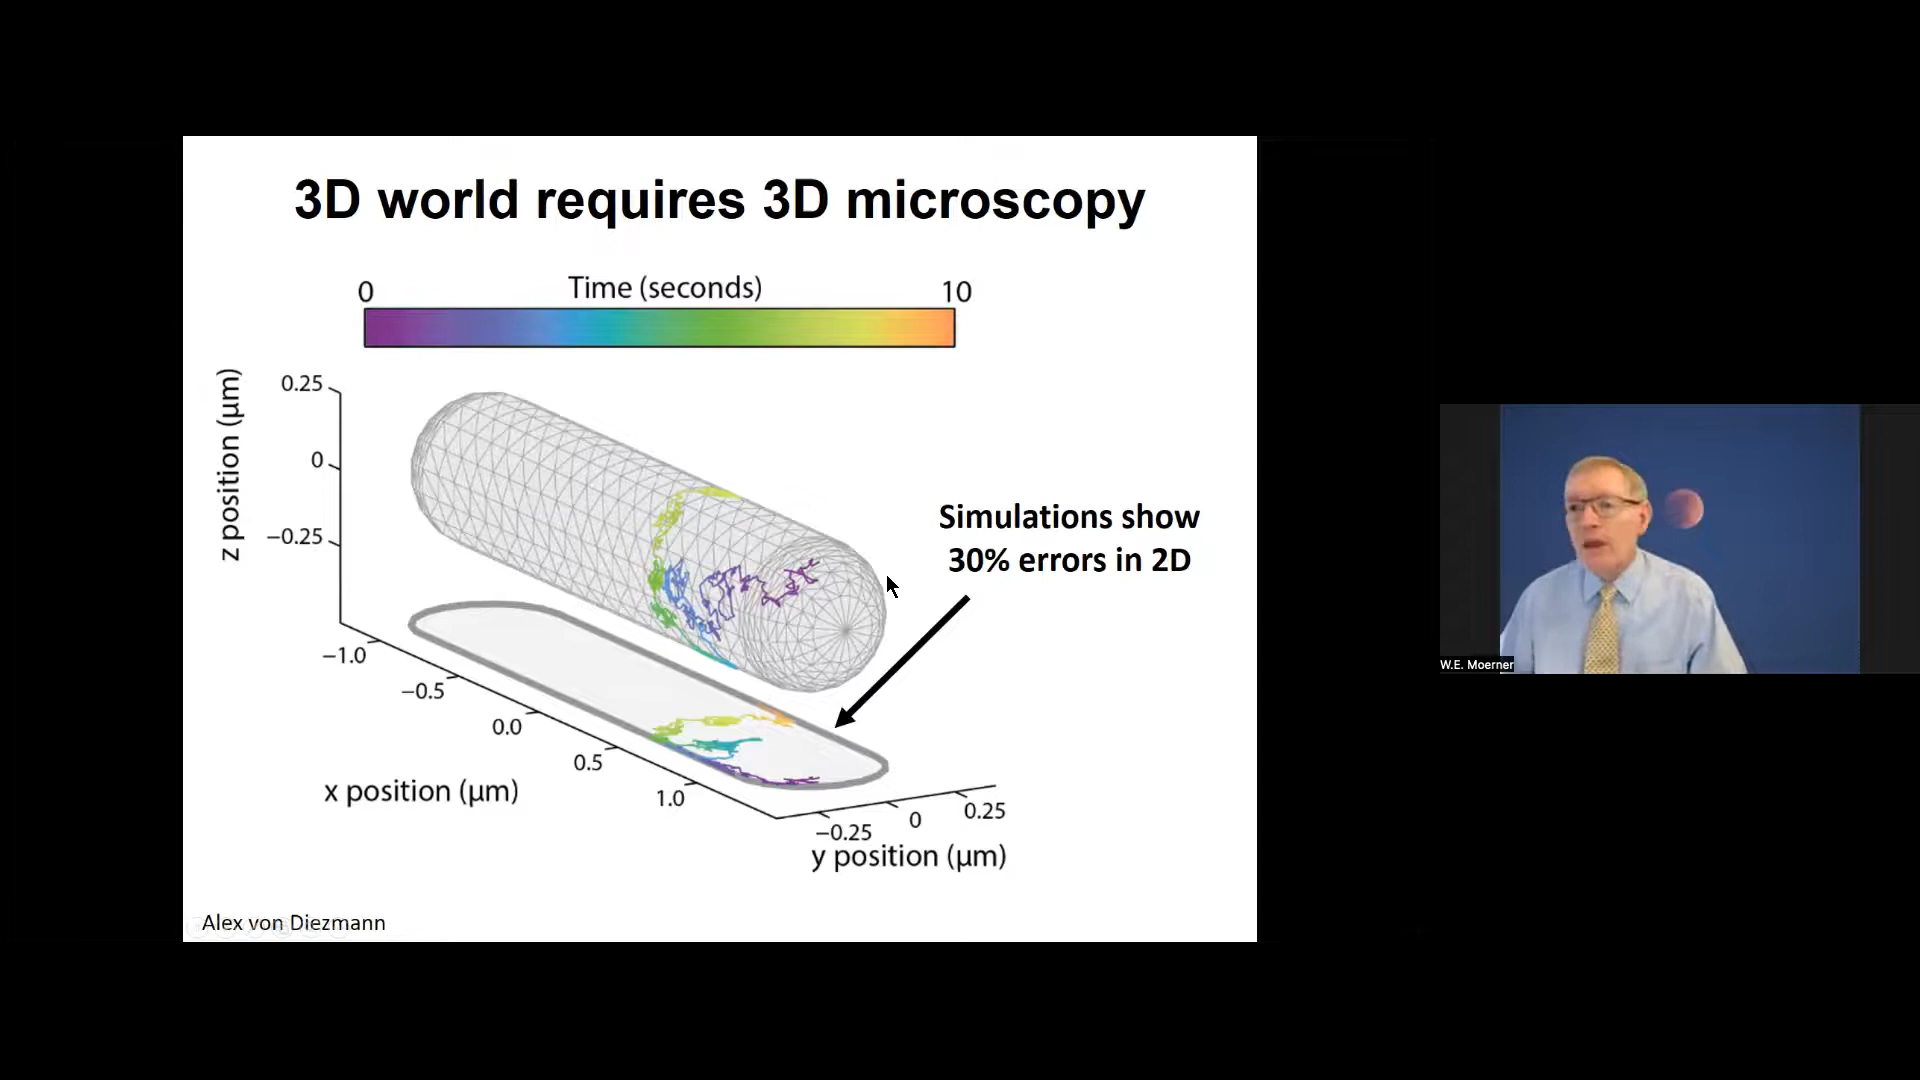 3D world requires 3D microscopy
0 Time (seconds) 10
z position (μm)
0.25
0
−0.25
Simulations show
30% errors in 2D
−1.0
−0.5
0.0
0.5
1.0
x position (μm)
−0.25
0
0.25
y position (μm)
Alex von Diezmann
W.E. Moerner